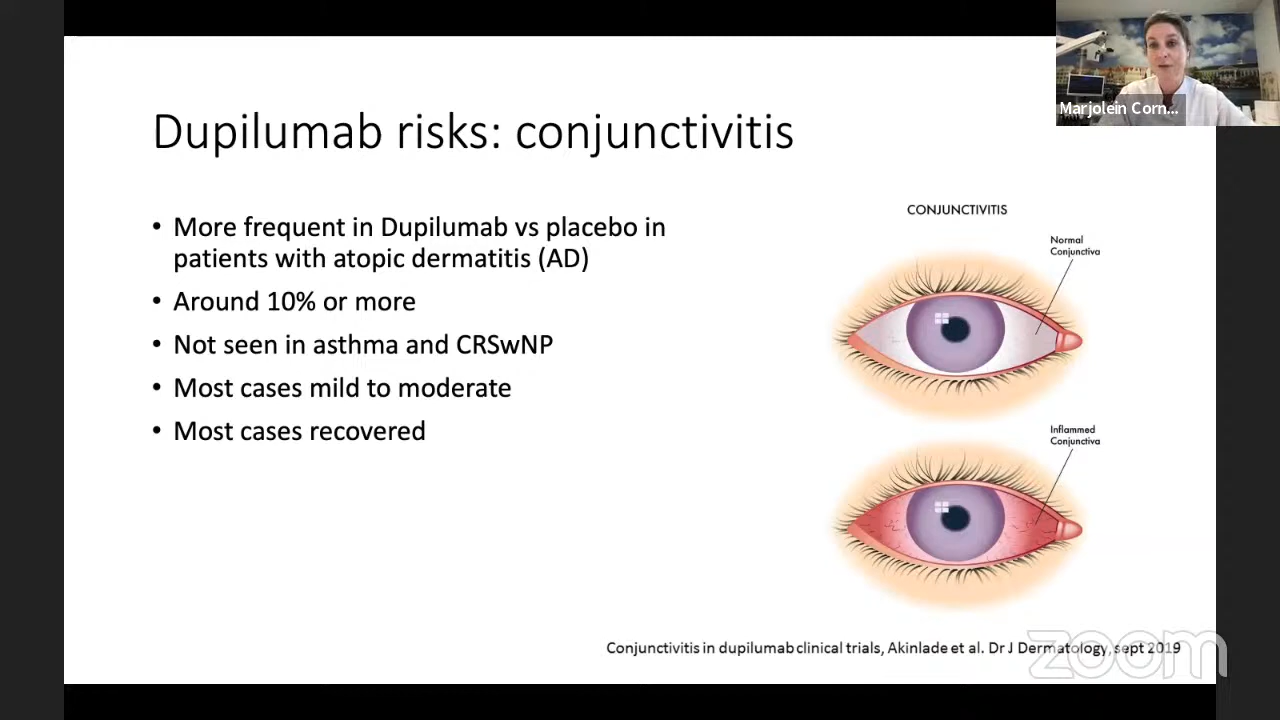 Marjolein Corn...
Dupilumab risks: conjunctivitis
• More frequent in Dupilumab vs placebo in
patients with atopic dermatitis (AD)
• Around 10% or more
• Not seen in asthma and CRSwNP
• Most cases mild to moderate
• Most cases recovered
CONJUNCTIVITIS
Normal
Conjunctiva
Inflammed
Conjunctiva
Conjunctivitis in dupilumab clinical trials, Akinlade et al. Dr J Dermatology, sept 2019
zoom